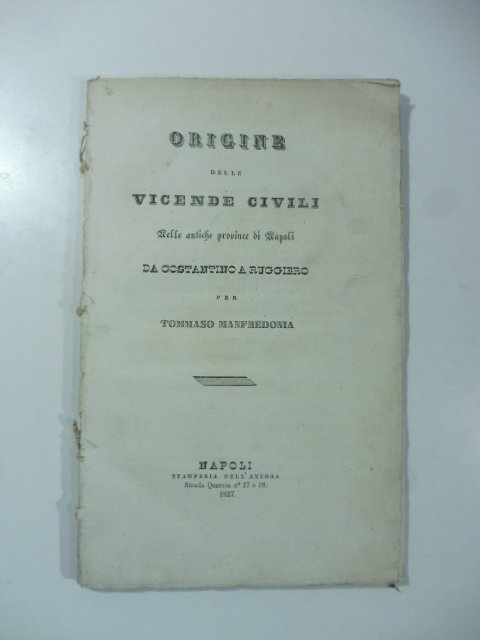 ORIGINE
DELLE
VICENDE CIVILI
Nelle antiche province di Napoli
DA COSTANTINO A RUGGIERO
PER
TOMMASO MANFREDONIA
NAPOLI
STAMPERIA DELL'ANCORA
Strada Quercia nº 17 e 18.
1837.